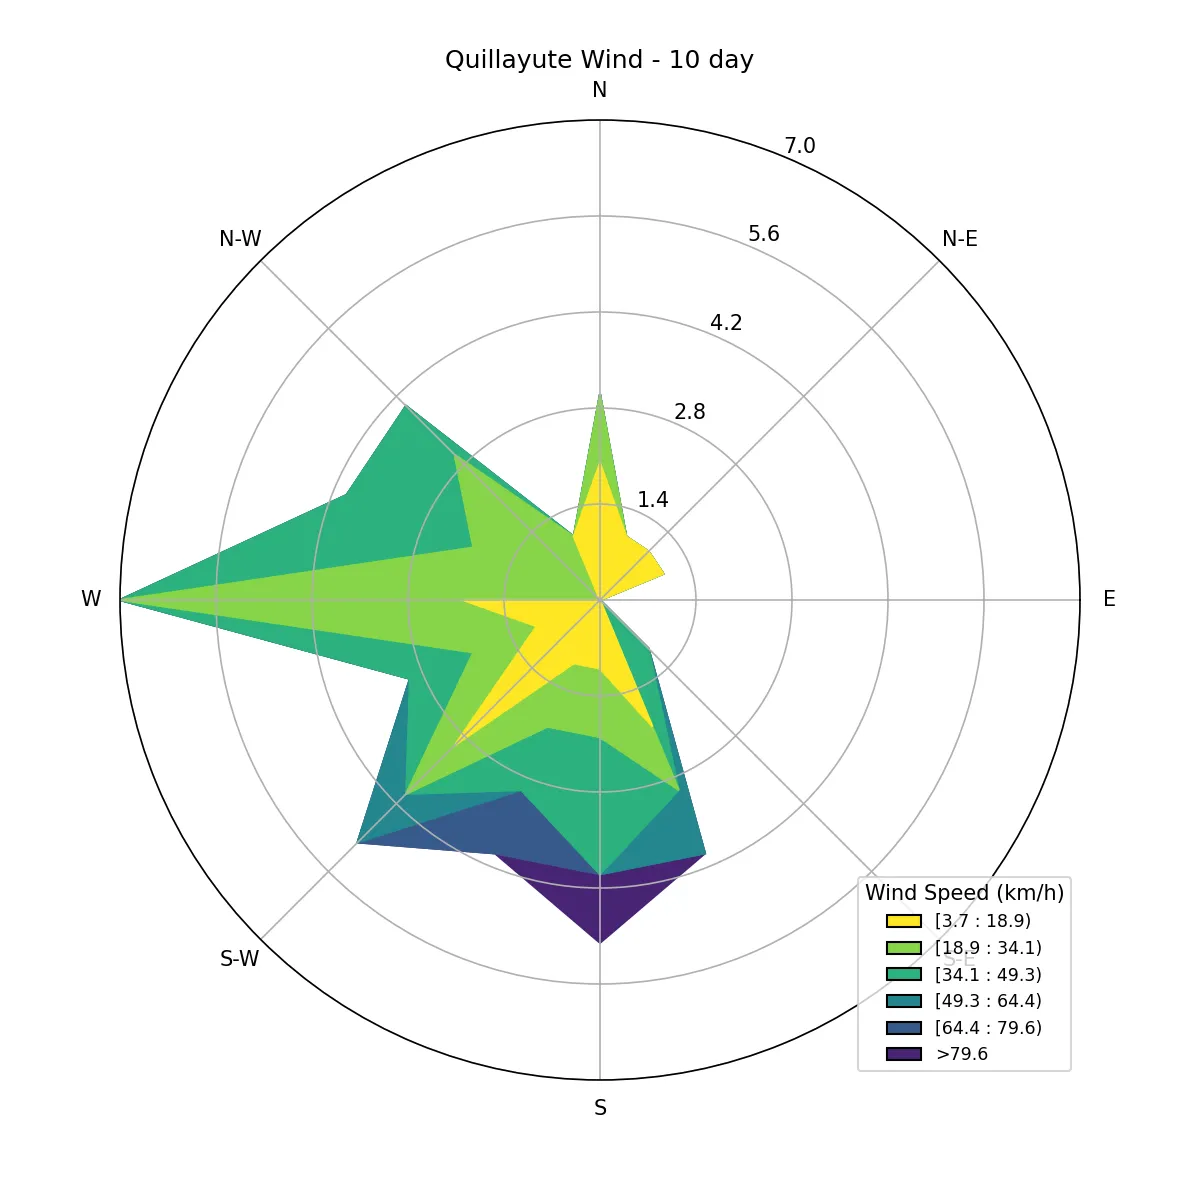 Quillayute Wind - 10 day
N
7.0
N-W
5.6
N-E
4.2
2.8
1.4
W
E
S-W
S-E
S
Wind Speed (km/h)
[3.7 : 18.9)
[18.9 : 34.1)
[34.1 : 49.3)
[49.3 : 64.4)
[64.4 : 79.6)
>79.6